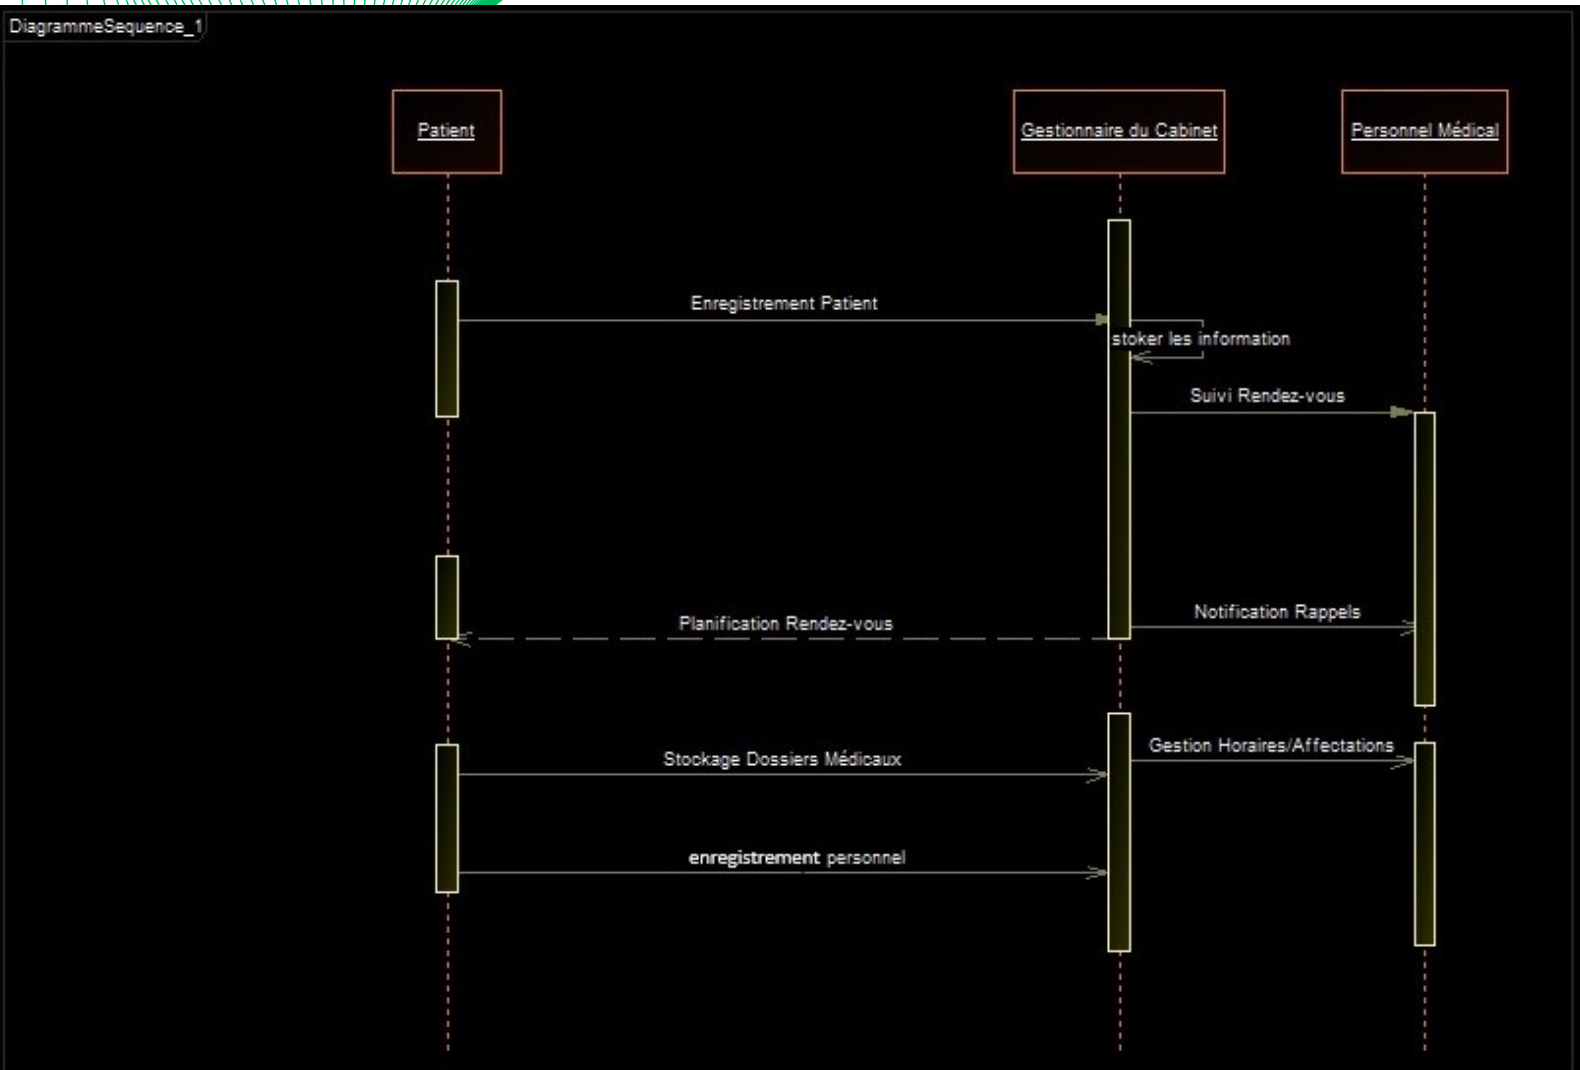 DiagrammeSequence_1
Patient
Gestionnaire du Cabinet
Personnel Médical
Enregistrement Patient
stoker les information
Suivi Rendez-vous
Notification Rappels
Planification Rendez-vous
Gestion Horaires/Affectations
Stockage Dossiers Médicaux
enregistrement personnel